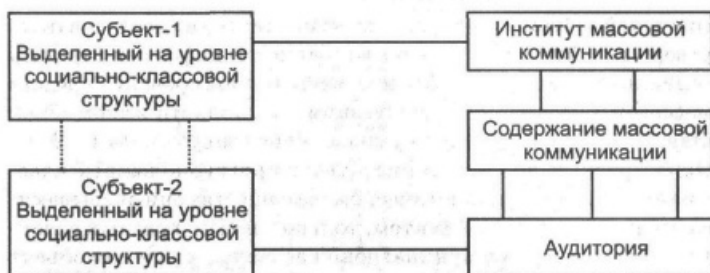 Субъект-1
Выделенный на уровне
социально-классовой
структуры
Институт массовой
коммуникации
Содержание массовой
коммуникации
Субъект-2
Выделенный на уровне
социально-классовой
структуры
Аудитория